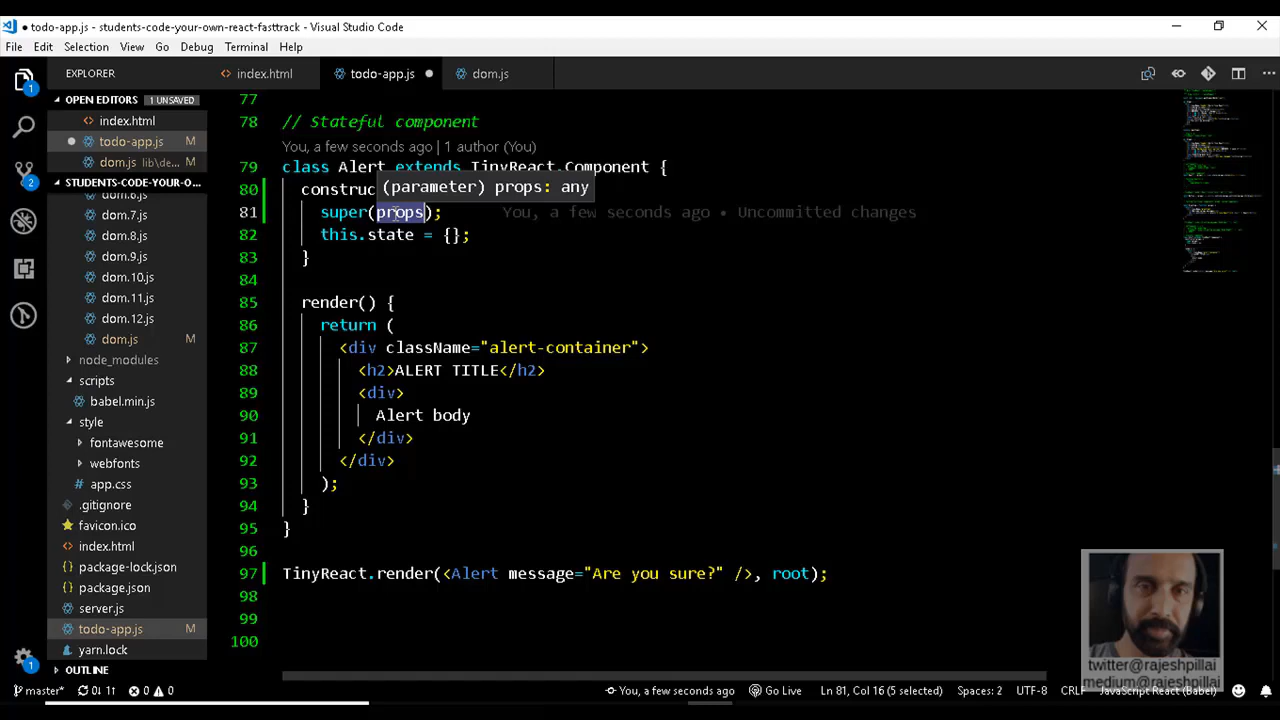 todo-app.js - students-code-your-own-react-fasttrack - Visual Studio Code
File Edit Selection View Go Debug Terminal Help
EXPLORER
index.html
todo-app.js
dom.js
OPEN EDITORS 1 UNSAVED
index.html
todo-app.js M
dom.js lib\de... M
STUDENTS-CODE-YOUR-O...
dom.6.js
dom.7.js
dom.8.js
dom.9.js
dom.10.js
dom.11.js
dom.12.js
dom.js M
node_modules
scripts
babel.min.js
style
fontawesome
webfonts
app.css
.gitignore
favicon.ico
index.html
package-lock.json
package.json
server.js
todo-app.js M
yarn.lock
OUTLINE
77
78 // Stateful component
You, a few seconds ago | 1 author (You)
79 class Alert extends TinyReact.Component {
80 construc
(parameter) props: any
81 super(props); You, a few seconds ago • Uncommitted changes
82 this.state = {};
83 }
84
85 render() {
86 return (
87 <div className="alert-container">
88 <h2>ALERT TITLE</h2>
89 <div>
90 Alert body
91 </div>
92 </div>
93 );
94 }
95 }
96
97 TinyReact.render(<Alert message="Are you sure?" />, root);
98
99
100
twitter@rajeshpillai
medium@rajeshpillai
1
2
1
master* 0↓ 1↑ 0 0 You, a few seconds ago Go Live Ln 81, Col 16 (5 selected) Spaces: 2 UTF-8 CRLF JavaScript React (Babel)